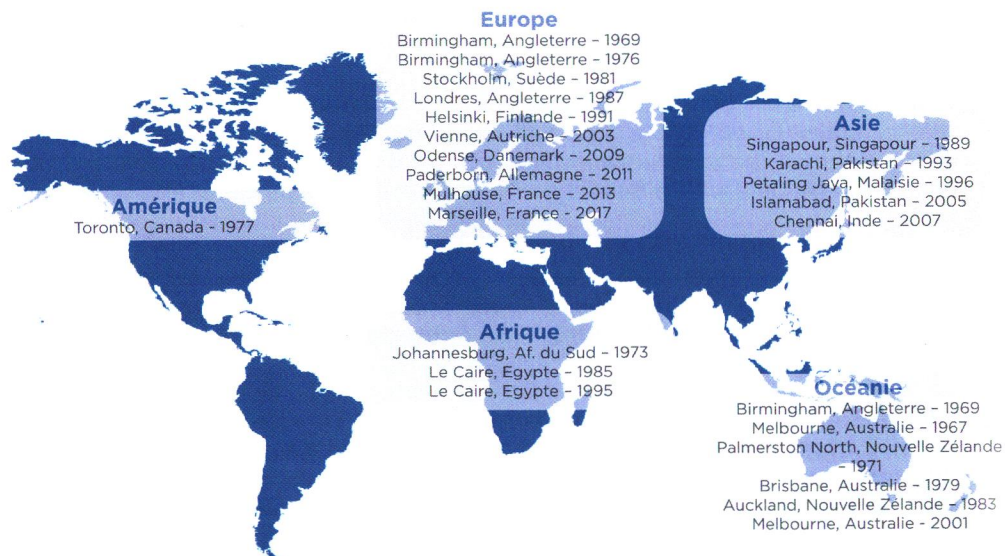 Europe
Birmingham, Angleterre – 1969
Birmingham, Angleterre – 1976
Stockholm, Suède – 1981
Londres, Angleterre – 1987
Helsinki, Finlande – 1991
Vienne, Autriche – 2003
Odense, Danemark – 2009
Paderborn, Allemagne – 2011
Mulhouse, France – 2013
Marseille, France – 2017
Asie
Singapour, Singapour – 1989
Karachi, Pakistan – 1993
Petaling Jaya, Malaisie – 1996
Islamabad, Pakistan – 2005
Chennai, Inde – 2007
Amérique
Toronto, Canada - 1977
Afrique
Johannesburg, Af. du Sud – 1973
Le Caire, Egypte – 1985
Le Caire, Egypte – 1995
Océanie
Birmingham, Angleterre – 1969
Melbourne, Australie – 1967
Palmerston North, Nouvelle Zélande
– 1971
Brisbane, Australie – 1979
Auckland, Nouvelle Zélande – 1983
Melbourne, Australie - 2001